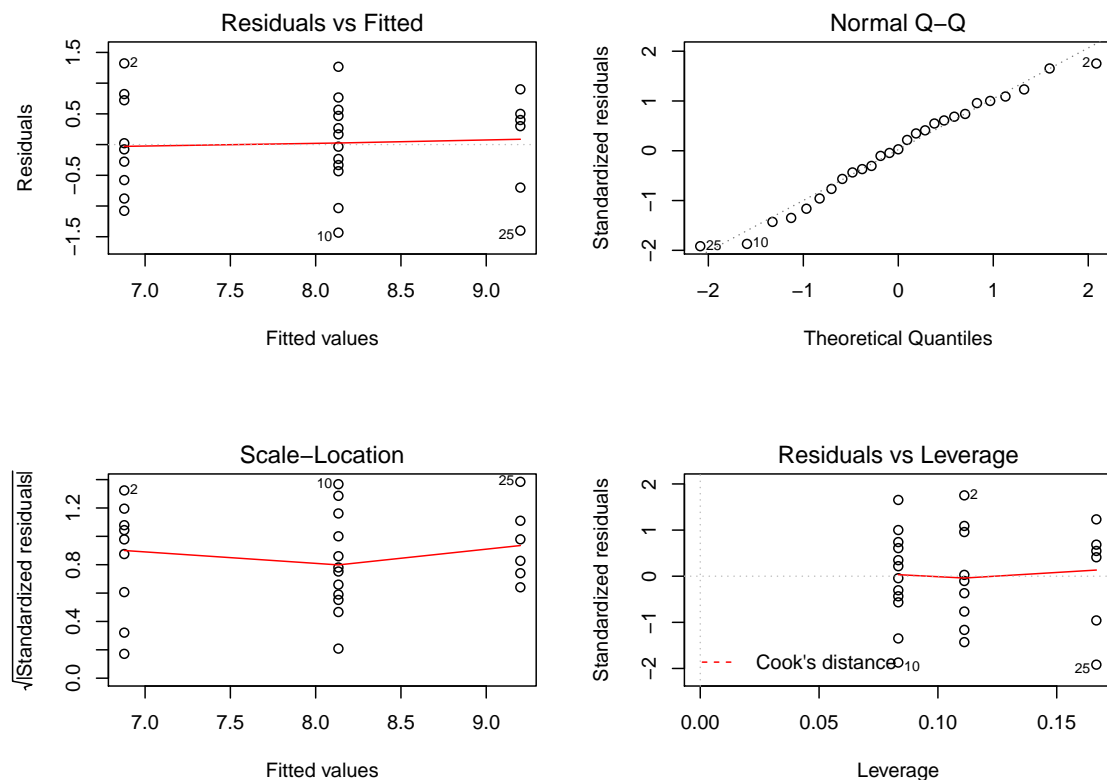 Residuals vs Fitted
Residuals
1.5
0.5
−0.5
−1.5
2
10
25
7.0 7.5 8.0 8.5 9.0
Fitted values
Normal Q−Q
Standardized residuals
2
1
0
−1
−2
2
25
10
−2 −1 0 1 2
Theoretical Quantiles
Scale−Location
√|Standardized residuals|
1.2
0.8
0.4
0.0
2
10
25
7.0 7.5 8.0 8.5 9.0
Fitted values
Residuals vs Leverage
Standardized residuals
2
1
0
−1
−2
2
Cook's distance
10
25
0.00 0.05 0.10 0.15
Leverage